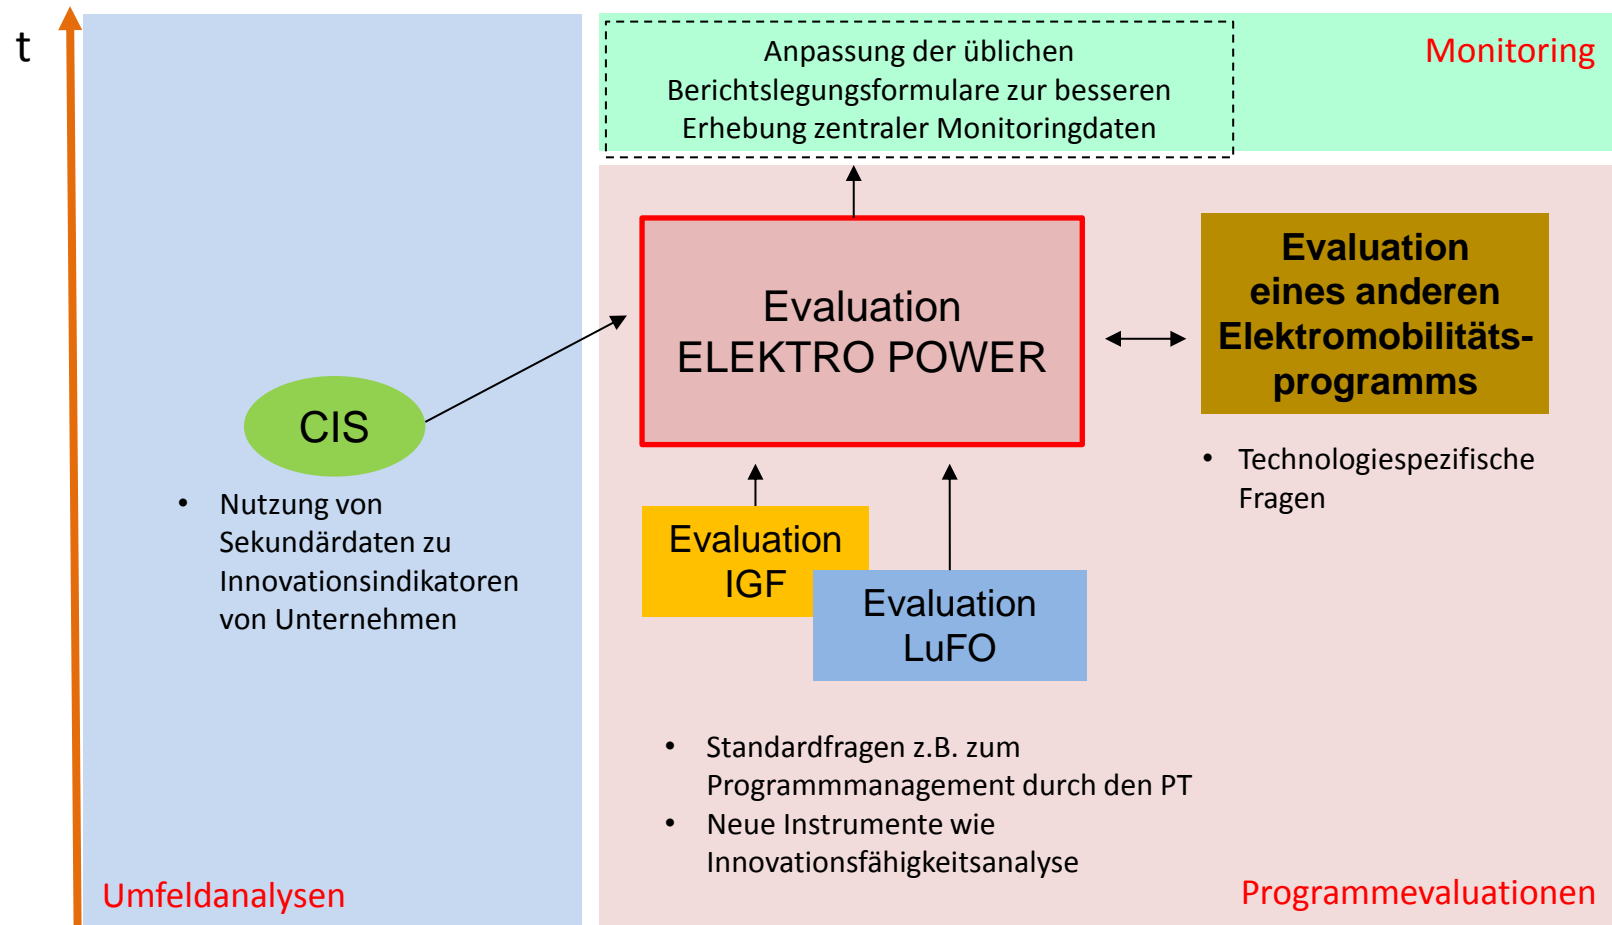 t
Anpassung der üblichen
Berichtslegungsformulare zur besseren
Erhebung zentraler Monitoringdaten
Monitoring
Evaluation
ELEKTRO POWER
Evaluation
eines anderen
Elektromobilitäts-
programms
CIS
• Technologiespezifische
Fragen
• Nutzung von
Sekundärdaten zu
Innovationsindikatoren
von Unternehmen
Evaluation
IGF
Evaluation
LuFO
• Standardfragen z.B. zum
Programmmanagement durch den PT
• Neue Instrumente wie
Innovationsfähigkeitsanalyse
Umfeldanalysen
Programmevaluationen